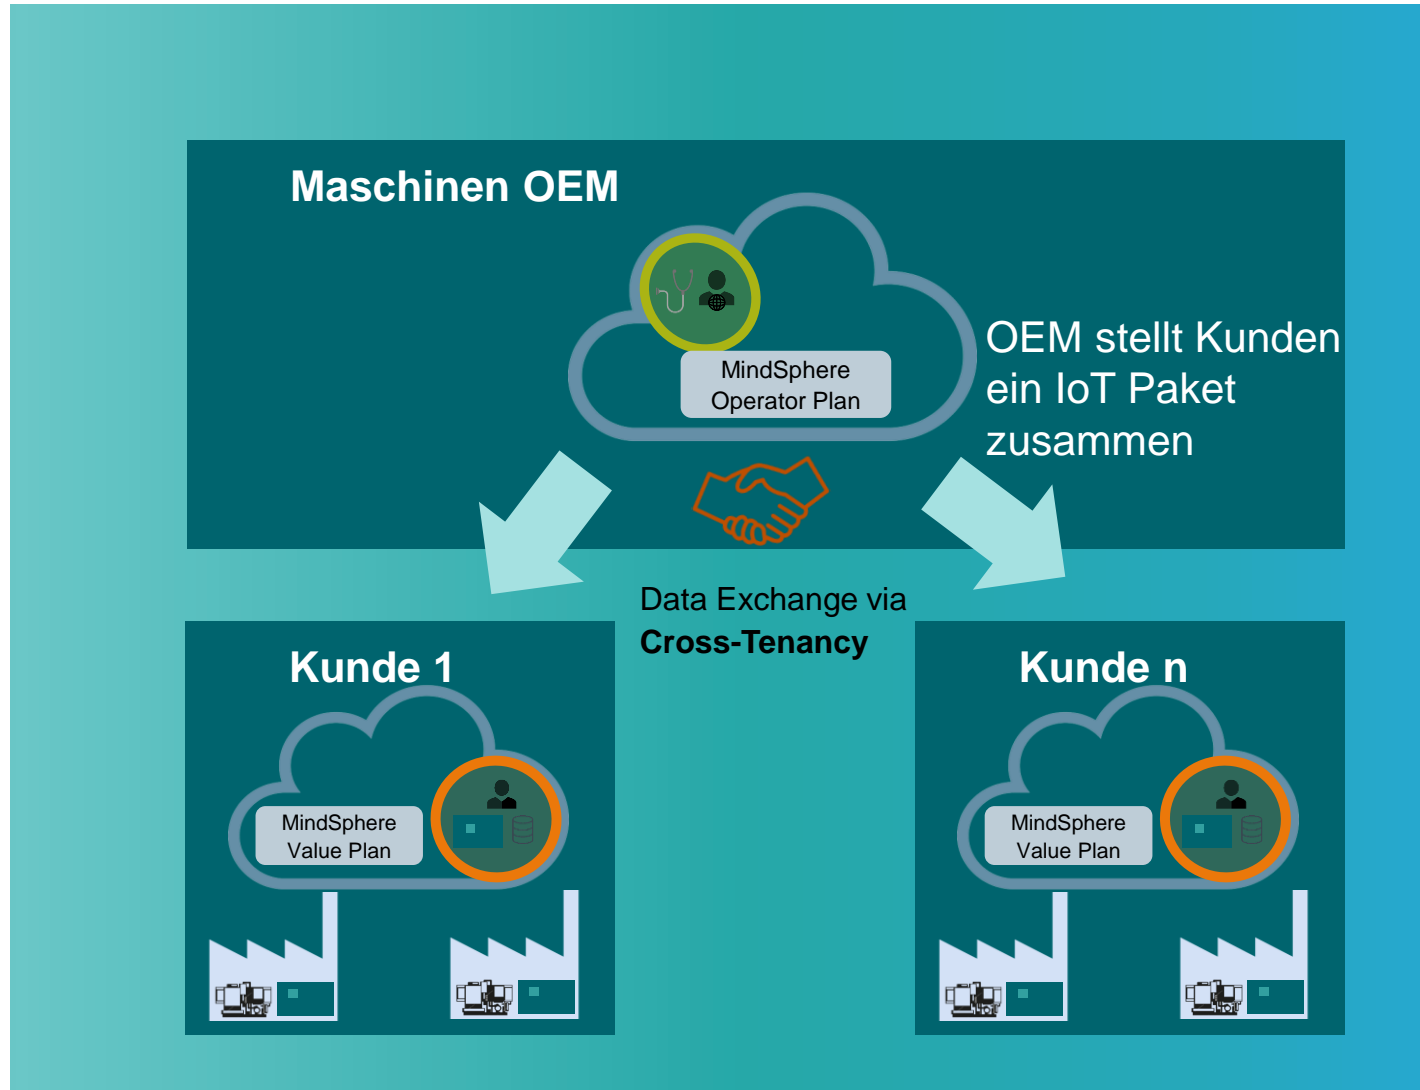 Maschinen OEM
MindSphere
Operator Plan
OEM stellt Kunden
ein IoT Paket
zusammen
Data Exchange via
Cross-Tenancy
Kunde 1
MindSphere
Value Plan
Kunde n
MindSphere
Value Plan